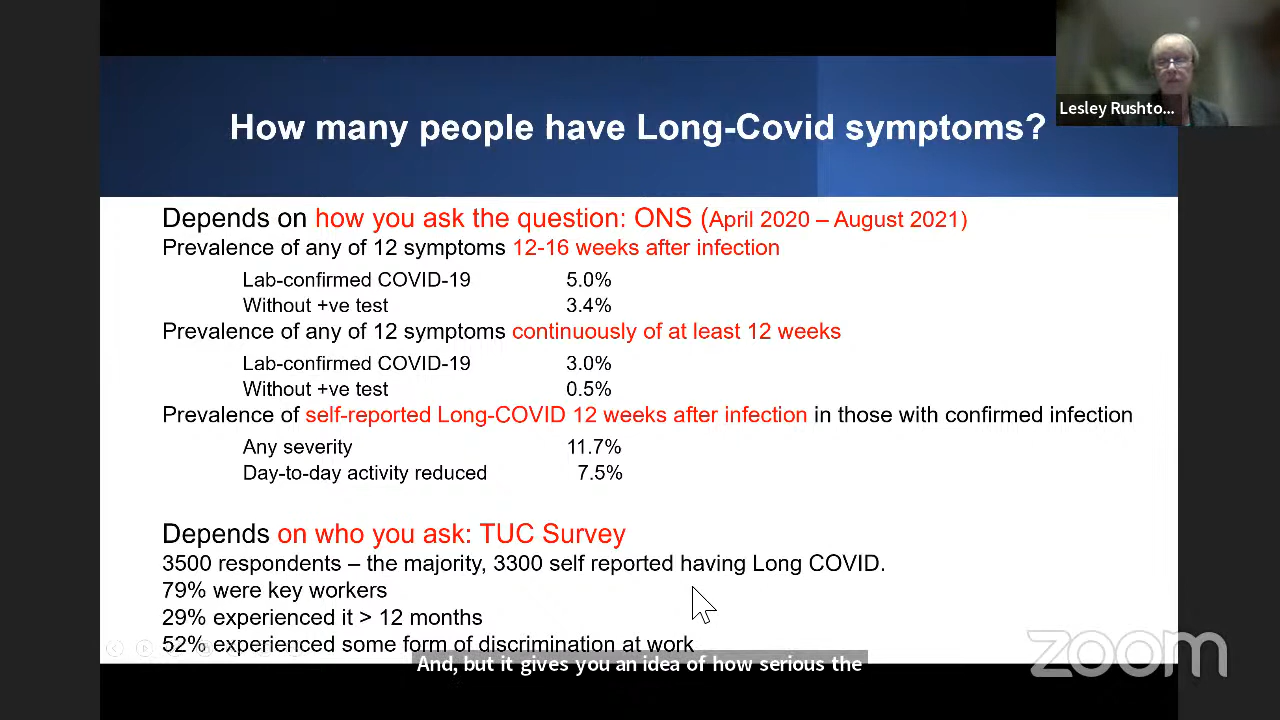 How many people have Long-Covid symptoms?
Lesley Rushto...
Depends on how you ask the question: ONS (April 2020 – August 2021)
Prevalence of any of 12 symptoms 12-16 weeks after infection
Lab-confirmed COVID-19 5.0%
Without +ve test 3.4%
Prevalence of any of 12 symptoms continuously of at least 12 weeks
Lab-confirmed COVID-19 3.0%
Without +ve test 0.5%
Prevalence of self-reported Long-COVID 12 weeks after infection in those with confirmed infection
Any severity 11.7%
Day-to-day activity reduced 7.5%
Depends on who you ask: TUC Survey
3500 respondents – the majority, 3300 self reported having Long COVID.
79% were key workers
29% experienced it > 12 months
52% experienced some form of discrimination at work
And, but it gives you an idea of how serious the
zoom